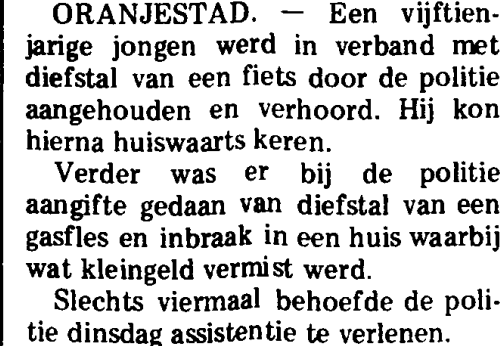 ORANJESTAD. — Een vijftien-
jarige jongen werd in verband met
diefstal van een fiets door de politie
aangehouden en verhoord. Hij kon
hierna huiswaarts keren.
Verder was er bij de politie
aangifte gedaan van diefstal van een
gasfles en inbraak in een huis waarbij
wat kleingeld vermist werd.
Slechts viermaal behoefde de poli-
tie dinsdag assistentie te verlenen.